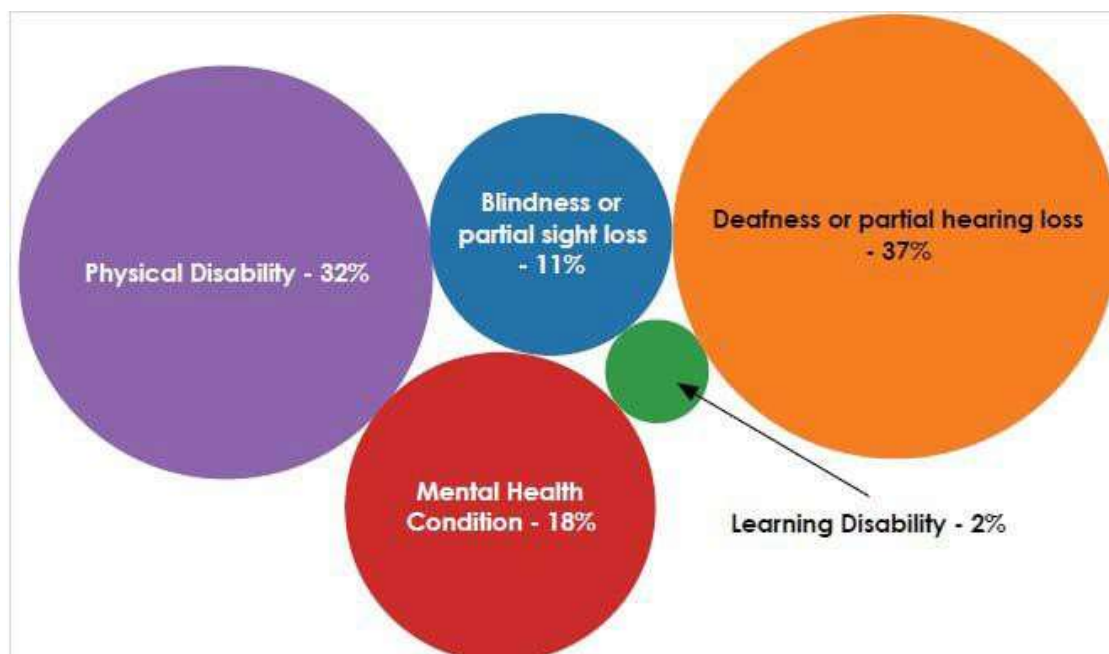 Physical Disability - 32%
Blindness or
partial sight loss
- 11%
Deafness or partial hearing loss
- 37%
Mental Health
Condition - 18%
Learning Disability - 2%